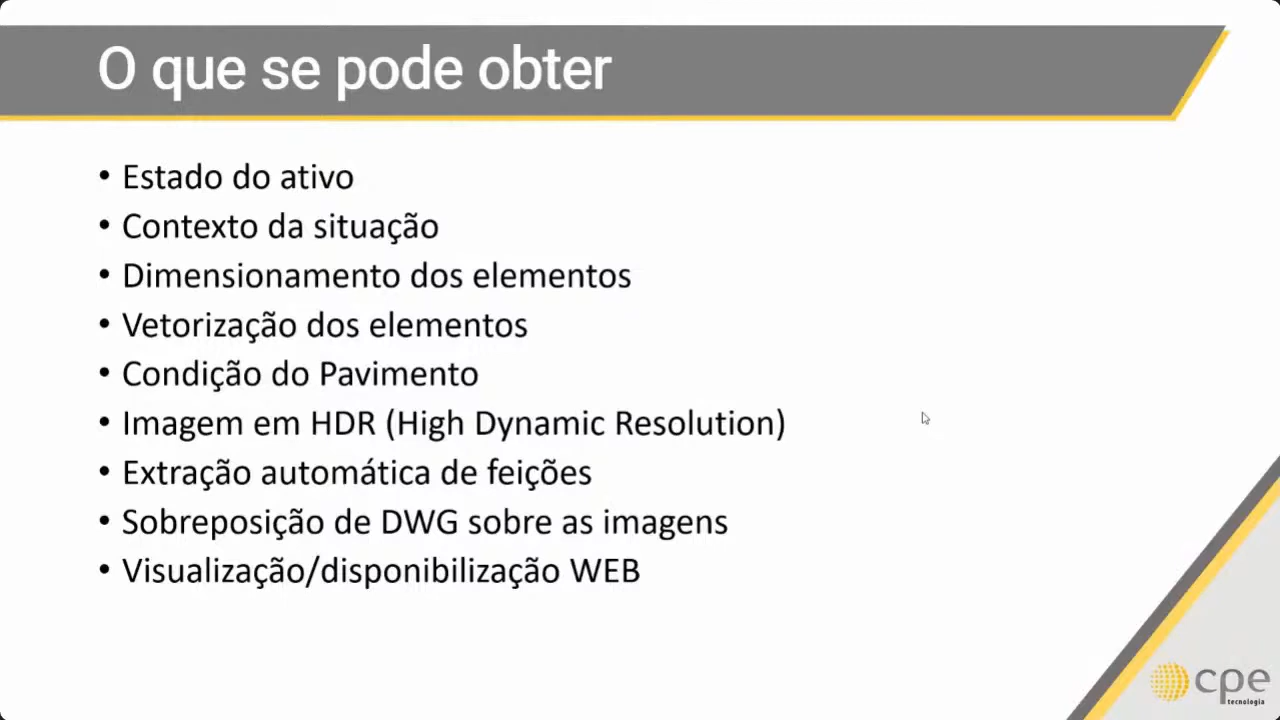 O que se pode obter
• Estado do ativo
• Contexto da situação
• Dimensionamento dos elementos
• Vetorização dos elementos
• Condição do Pavimento
• Imagem em HDR (High Dynamic Resolution)
• Extração automática de feições
• Sobreposição de DWG sobre as imagens
• Visualização/disponibilização WEB
cpe
tecnologia